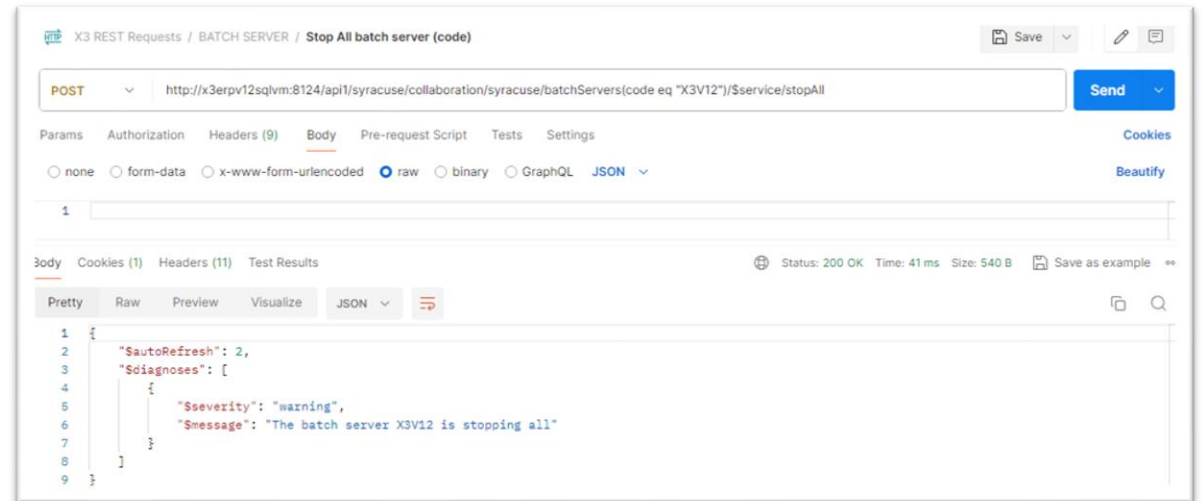 HTTP X3 REST Requests / BATCH SERVER / Stop All batch server (code) Save
POST http://x3erpv12sqlvm:8124/api1/syracuse/collaboration/syracuse/batchServers(code eq "X3V12")/$service/stopAll Send
Params Authorization Headers (9) Body Pre-request Script Tests Settings Cookies
none form-data x-www-form-urlencoded raw binary GraphQL JSON Beautify
1
Body Cookies (1) Headers (11) Test Results Status: 200 OK Time: 41 ms Size: 540 B Save as example
Pretty Raw Preview Visualize JSON
1 {
2 "$autoRefresh": 2,
3 "$diagnoses": [
4 {
5 "$severity": "warning",
6 "$message": "The batch server X3V12 is stopping all"
7 }
8 ]
9 }